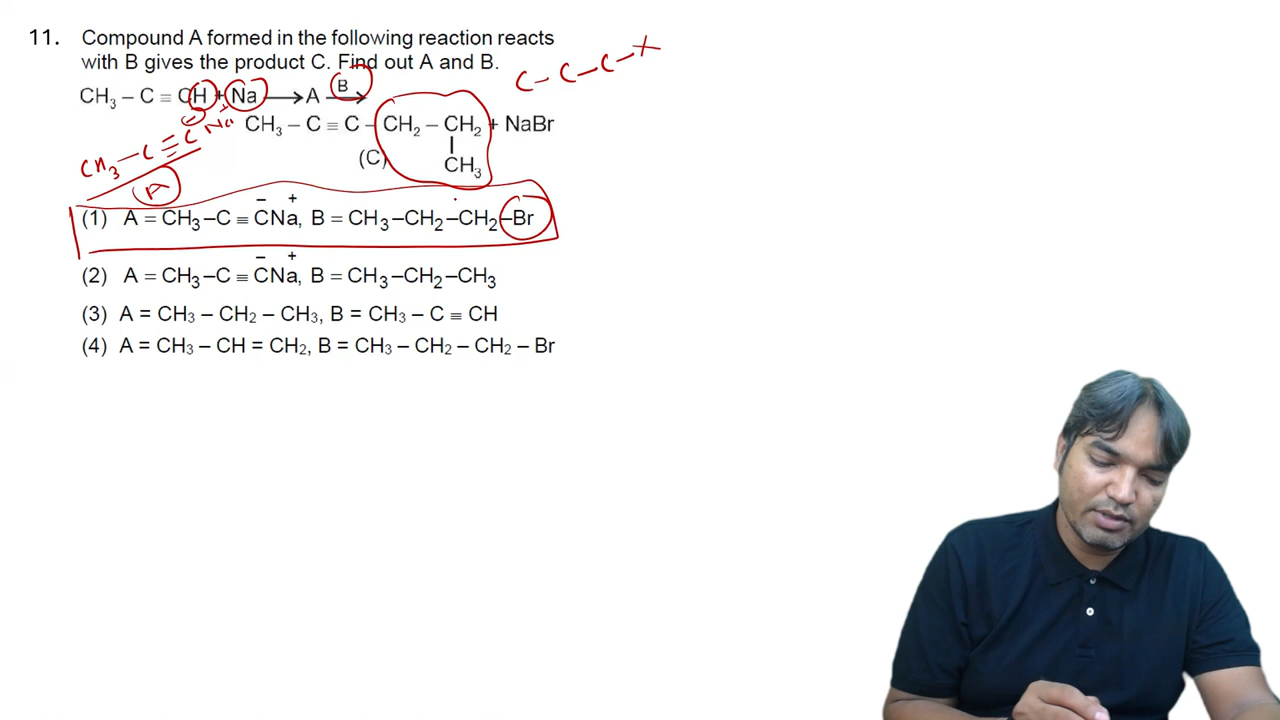 11. Compound A formed in the following reaction reacts
with B gives the product C. Find out A and B.
C – C – C – X
CH₃ – C ≡ CH + Na ⟶ A B ⟶
CH₃ – C ≡ C⊖ Na⁺
A
CH₃ – C ≡ C – CH₂ – CH₂ + NaBr
|
(C) CH₃
(1) A = CH₃–C ≡ C̄Na⁺, B = CH₃–CH₂–CH₂–Br
(2) A = CH₃–C ≡ C̄Na⁺, B = CH₃–CH₂–CH₃
(3) A = CH₃ – CH₂ – CH₃, B = CH₃ – C ≡ CH
(4) A = CH₃ – CH = CH₂, B = CH₃ – CH₂ – CH₂ – Br